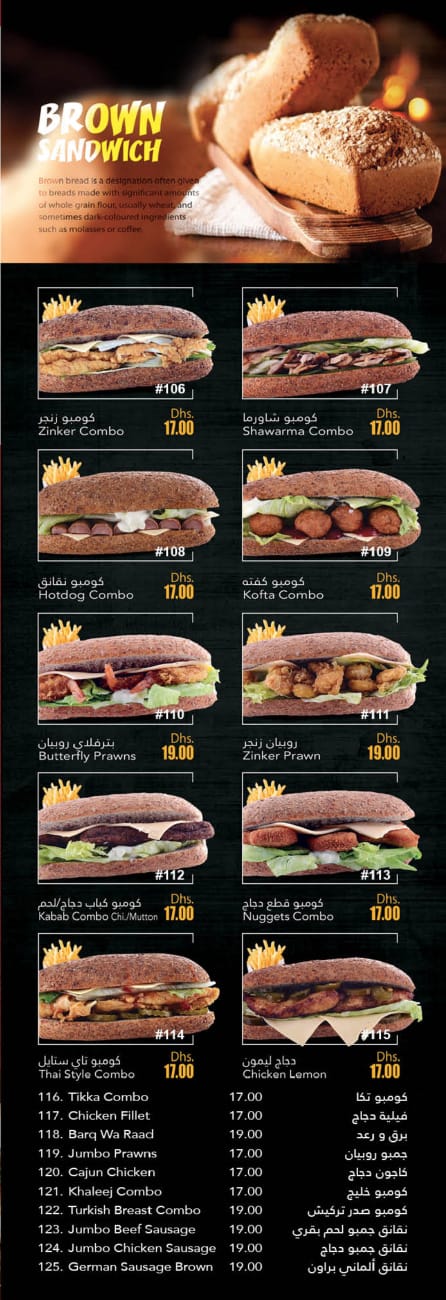 BROWN
SANDWICH
Brown bread is a designation often given
to breads made with significant amounts
of whole grain flour, usually wheat, and
sometimes dark-coloured ingredients
such as molasses or coffee.
#106
كومبو زنجر
Zinker Combo
Dhs.
17.00
#107
كومبو شاورما
Shawarma Combo
Dhs.
17.00
#108
كومبو نقانق
Hotdog Combo
Dhs.
17.00
#109
كومبو كفته
Kofta Combo
Dhs.
17.00
#110
بترفلاي روبيان
Butterfly Prawns
Dhs.
19.00
#111
روبيان زنجر
Zinker Prawn
Dhs.
19.00
#112
كومبو كباب دجاج/لحم
Kabab Combo Chi./Mutton
Dhs.
17.00
#113
كومبو قطع دجاج
Nuggets Combo
Dhs.
17.00
#114
كومبو تاي ستايل
Thai Style Combo
Dhs.
17.00
#115
دجاج ليمون
Chicken Lemon
Dhs.
17.00
116. Tikka Combo 17.00 كومبو تكا
117. Chicken Fillet 17.00 فيلية دجاج
118. Barq Wa Raad 19.00 برق و رعد
119. Jumbo Prawns 17.00 جمبو روبيان
120. Cajun Chicken 17.00 كاجون دجاج
121. Khaleej Combo 17.00 كومبو خليج
122. Turkish Breast Combo 19.00 كومبو صدر تركيش
123. Jumbo Beef Sausage 19.00 نقانق جمبو لحم بقري
124. Jumbo Chicken Sausage 19.00 نقانق جمبو دجاج
125. German Sausage Brown 19.00 نقانق ألماني براون